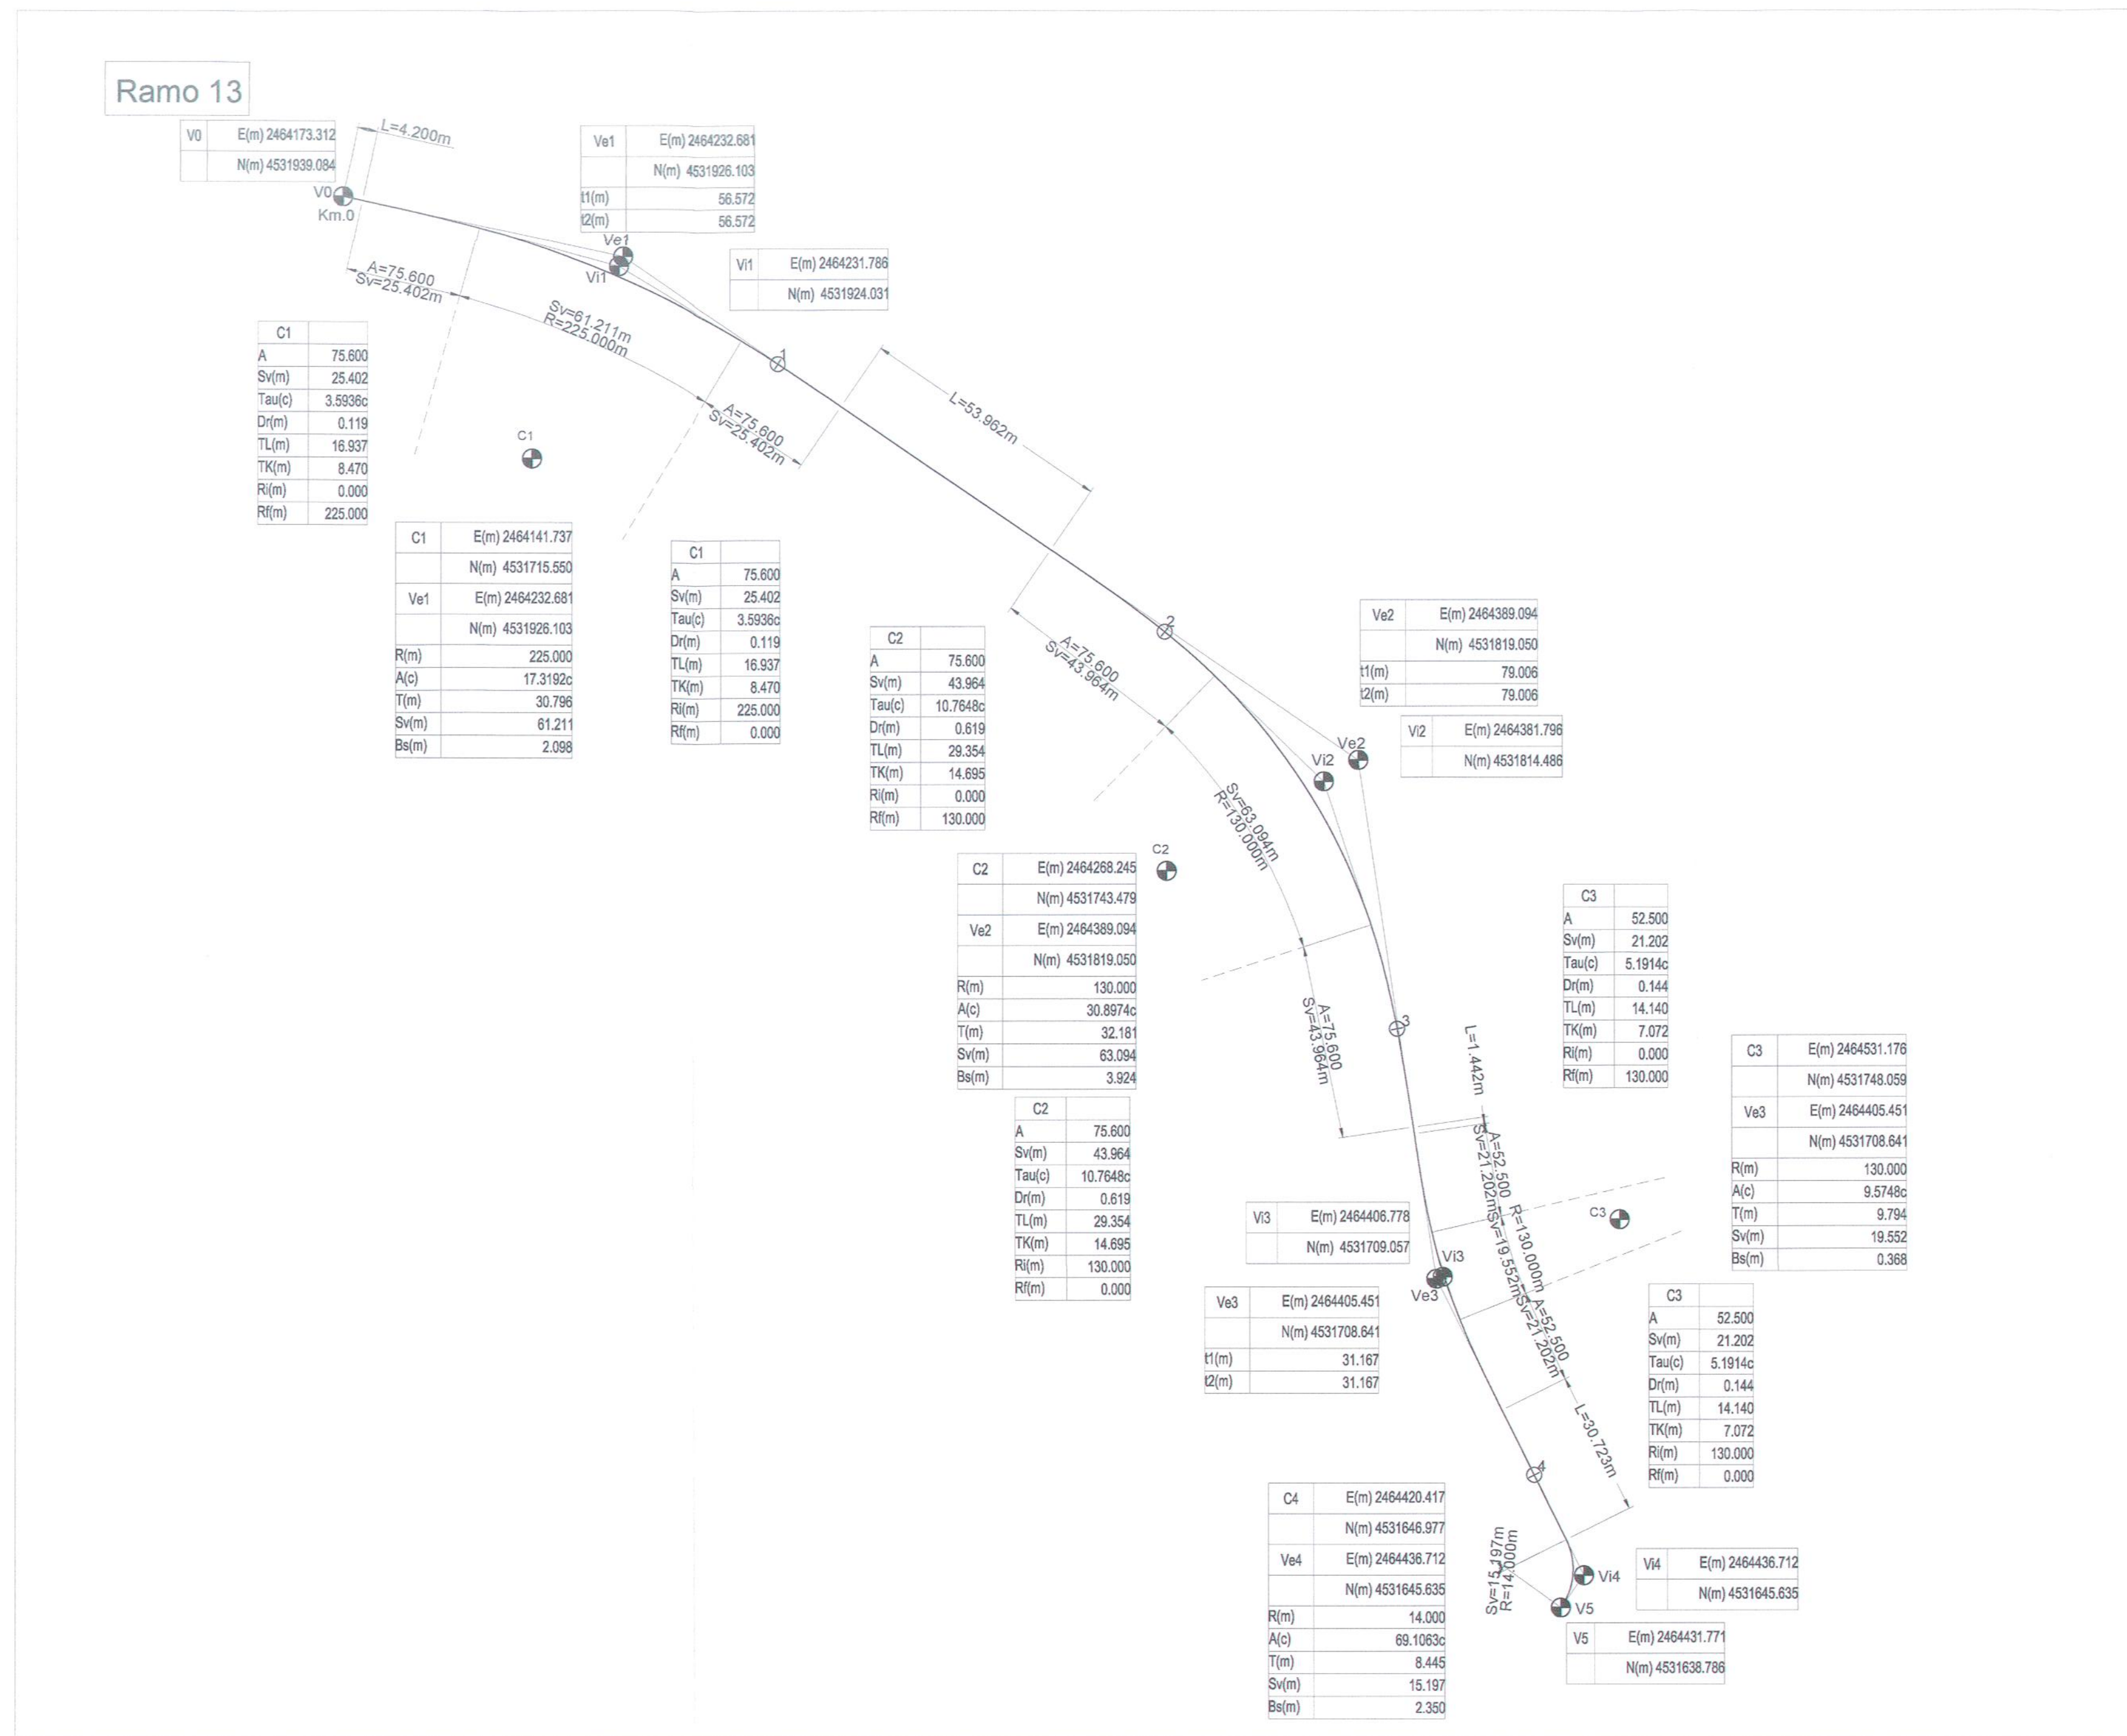 Ramo 13
V0 E(m) 2464173.312
N(m) 4531939.084
L=4.200m
V0
Km.0
Ve1 E(m) 2464232.681
N(m) 4531926.103
t1(m) 56.572
t2(m) 56.572
Ve1
Vi1
Vi1 E(m) 2464231.786
N(m) 4531924.031
A=75.600
Sv=25.402m
Sv=61.211m
R=225.000m
A=75.600
Sv=25.402m
1
L=53.962m
C1
A 75.600
Sv(m) 25.402
Tau(c) 3.5936c
Dr(m) 0.119
TL(m) 16.937
TK(m) 8.470
Ri(m) 0.000
Rf(m) 225.000
C1
C1 E(m) 2464141.737
N(m) 4531715.550
Ve1 E(m) 2464232.681
N(m) 4531926.103
R(m) 225.000
A(c) 17.3192c
T(m) 30.796
Sv(m) 61.211
Bs(m) 2.098
C1
A 75.600
Sv(m) 25.402
Tau(c) 3.5936c
Dr(m) 0.119
TL(m) 16.937
TK(m) 8.470
Ri(m) 225.000
Rf(m) 0.000
2
A=75.600
Sv=43.964m
C2
A 75.600
Sv(m) 43.964
Tau(c) 10.7648c
Dr(m) 0.619
TL(m) 29.354
TK(m) 14.695
Ri(m) 0.000
Rf(m) 130.000
Ve2 E(m) 2464389.094
N(m) 4531819.050
t1(m) 79.006
t2(m) 79.006
Vi2 E(m) 2464381.796
N(m) 4531814.486
Ve2
Vi2
Sv=63.094m
R=130.000m
C2
C2 E(m) 2464268.245
N(m) 4531743.479
Ve2 E(m) 2464389.094
N(m) 4531819.050
R(m) 130.000
A(c) 30.8974c
T(m) 32.181
Sv(m) 63.094
Bs(m) 3.924
A=75.600
Sv=43.964m
3
C2
A 75.600
Sv(m) 43.964
Tau(c) 10.7648c
Dr(m) 0.619
TL(m) 29.354
TK(m) 14.695
Ri(m) 130.000
Rf(m) 0.000
C3
A 52.500
Sv(m) 21.202
Tau(c) 5.1914c
Dr(m) 0.144
TL(m) 14.140
TK(m) 7.072
Ri(m) 0.000
Rf(m) 130.000
L=1.442m
A=52.500
Sv=21.202m
R=130.000m
Sv=19.552m
A=52.500
Sv=21.202m
C3
C3 E(m) 2464531.176
N(m) 4531748.059
Ve3 E(m) 2464405.451
N(m) 4531708.641
R(m) 130.000
A(c) 9.5748c
T(m) 9.794
Sv(m) 19.552
Bs(m) 0.368
Vi3 E(m) 2464406.778
N(m) 4531709.057
Vi3
Ve3
Ve3 E(m) 2464405.451
N(m) 4531708.641
t1(m) 31.167
t2(m) 31.167
C3
A 52.500
Sv(m) 21.202
Tau(c) 5.1914c
Dr(m) 0.144
TL(m) 14.140
TK(m) 7.072
Ri(m) 130.000
Rf(m) 0.000
L=30.723m
4
C4 E(m) 2464420.417
N(m) 4531646.977
Ve4 E(m) 2464436.712
N(m) 4531645.635
R(m) 14.000
A(c) 69.1063c
T(m) 8.445
Sv(m) 15.197
Bs(m) 2.350
Sv=15.197m
R=14.000m
Vi4
V5
Vi4 E(m) 2464436.712
N(m) 4531645.635
V5 E(m) 2464431.771
N(m) 4531638.786